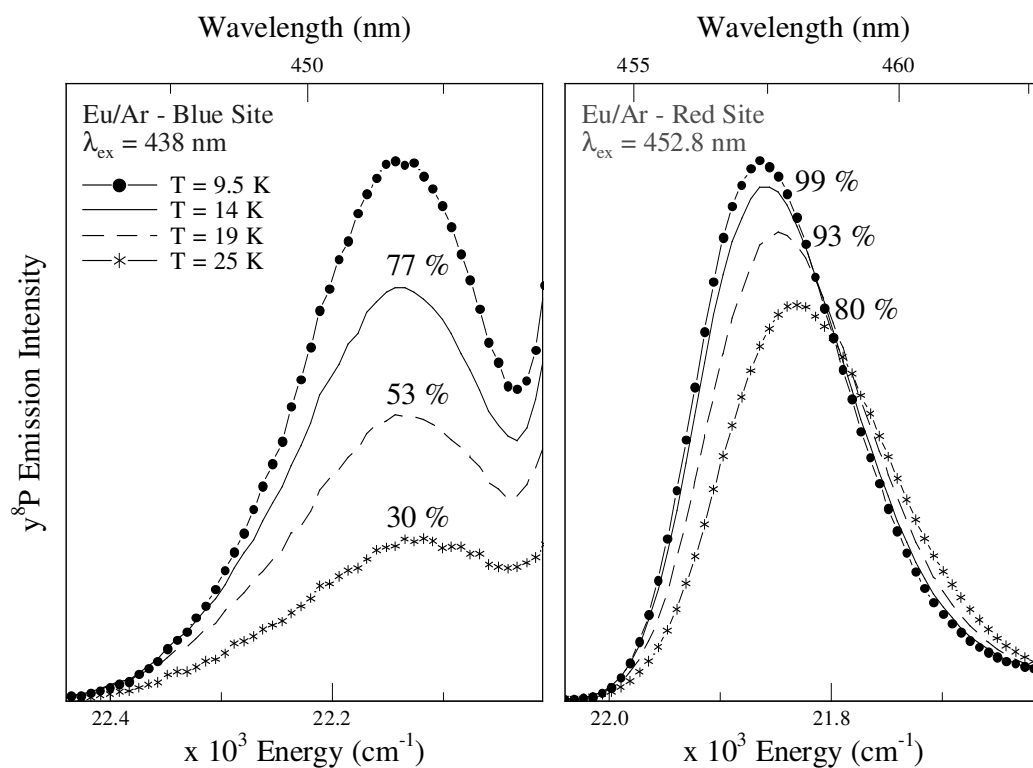 Wavelength (nm)
450
Eu/Ar - Blue Site
λex = 438 nm
T = 9.5 K
T = 14 K
T = 19 K
T = 25 K
77 %
53 %
30 %
y⁸P Emission Intensity
22.4
22.2
x 10³ Energy (cm⁻¹)
Wavelength (nm)
455
460
Eu/Ar - Red Site
λex = 452.8 nm
99 %
93 %
80 %
22.0
21.8
x 10³ Energy (cm⁻¹)